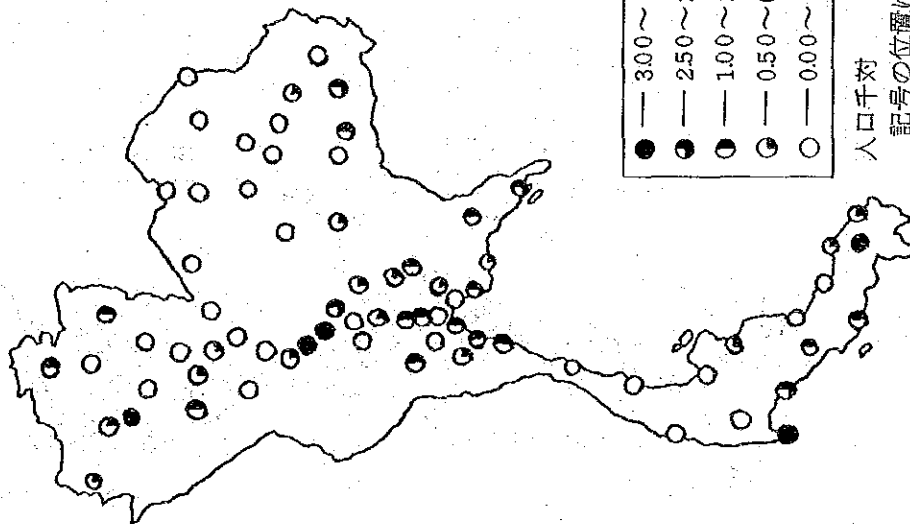 ● — 3.00～
◕ — 2.50～
◑ — 1.00～
◔ — 0.50～
○ — 0.00～
人口千対
記号の位置